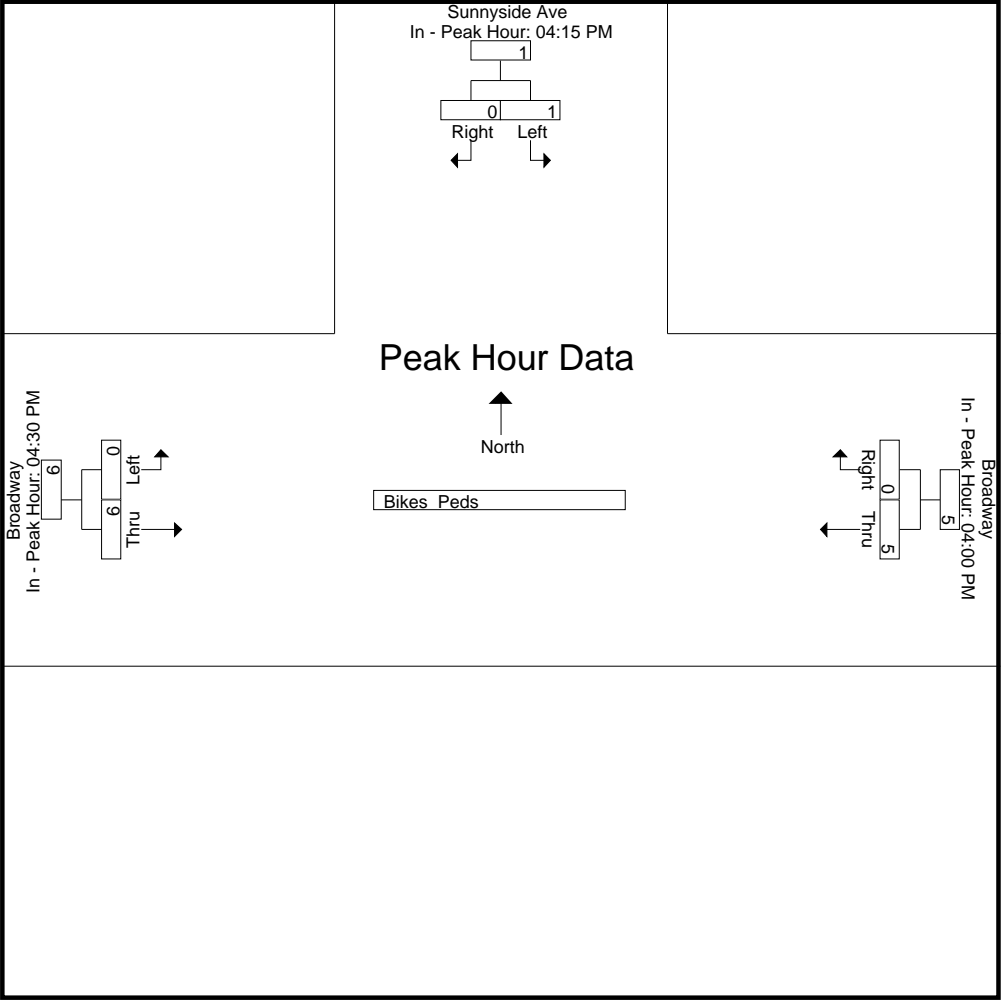 Sunnyside Ave
In - Peak Hour: 04:15 PM
1
0 1
Right Left
Peak Hour Data
North
Bikes Peds
Broadway
In - Peak Hour: 04:30 PM
6
0
6
Left
Thru
Broadway
In - Peak Hour: 04:00 PM
5
0
5
Right
Thru